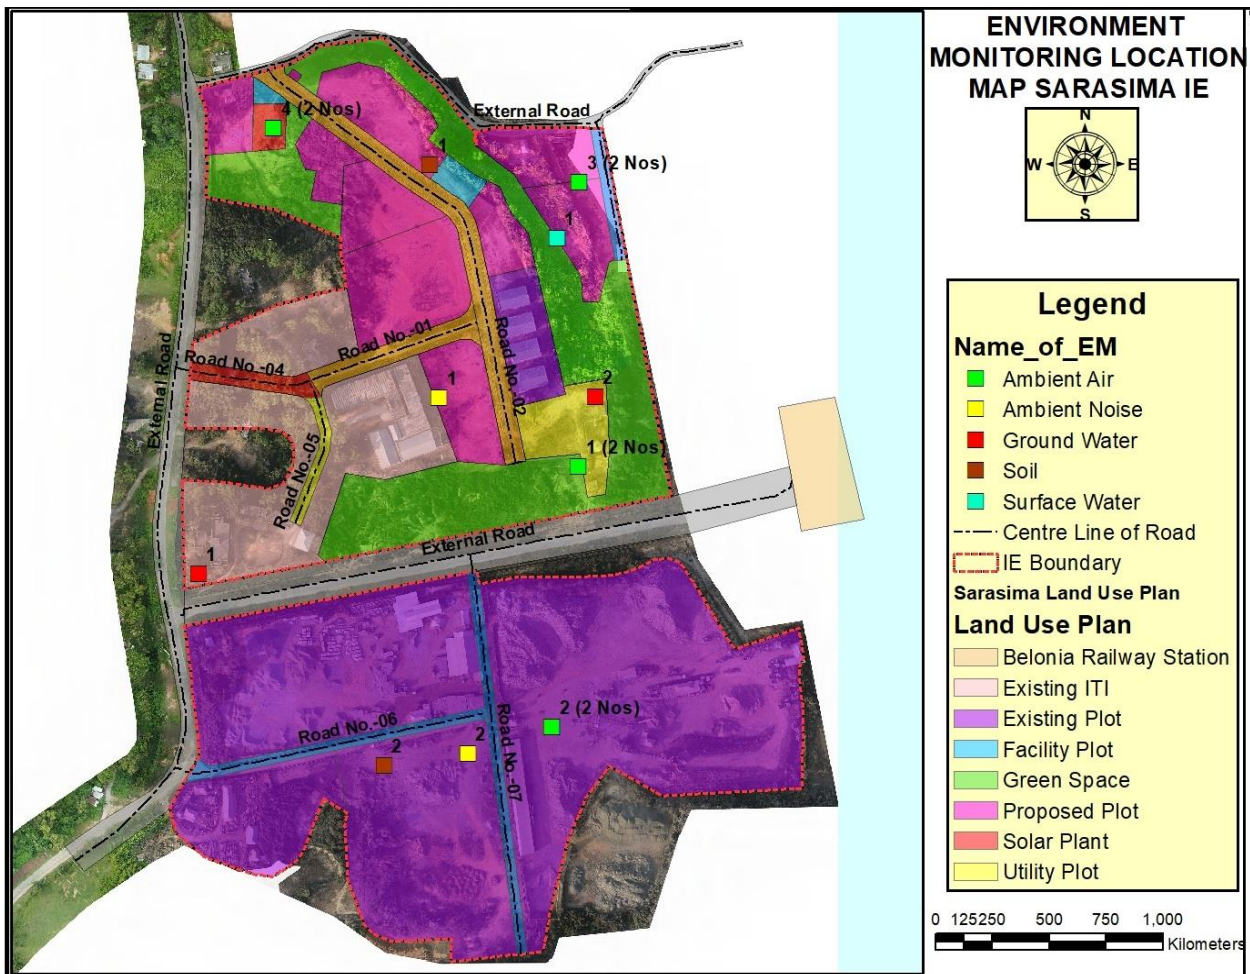 ENVIRONMENT
MONITORING LOCATION
MAP SARASIMA IE
N
W
E
S
Legend
Name_of_EM
Ambient Air
Ambient Noise
Ground Water
Soil
Surface Water
Centre Line of Road
IE Boundary
Sarasima Land Use Plan
Land Use Plan
Belonia Railway Station
Existing ITI
Existing Plot
Facility Plot
Green Space
Proposed Plot
Solar Plant
Utility Plot
0 125250 500 750 1,000
Kilometers
External Road
4 (2 Nos)
1
3 (2 Nos)
1
External Road
Road No.-01
Road No.-02
Road No.-04
1
2
Road No.-05
1 (2 Nos)
External Road
1
Road No.-06
2 (2 Nos)
2
2
Road No.-07